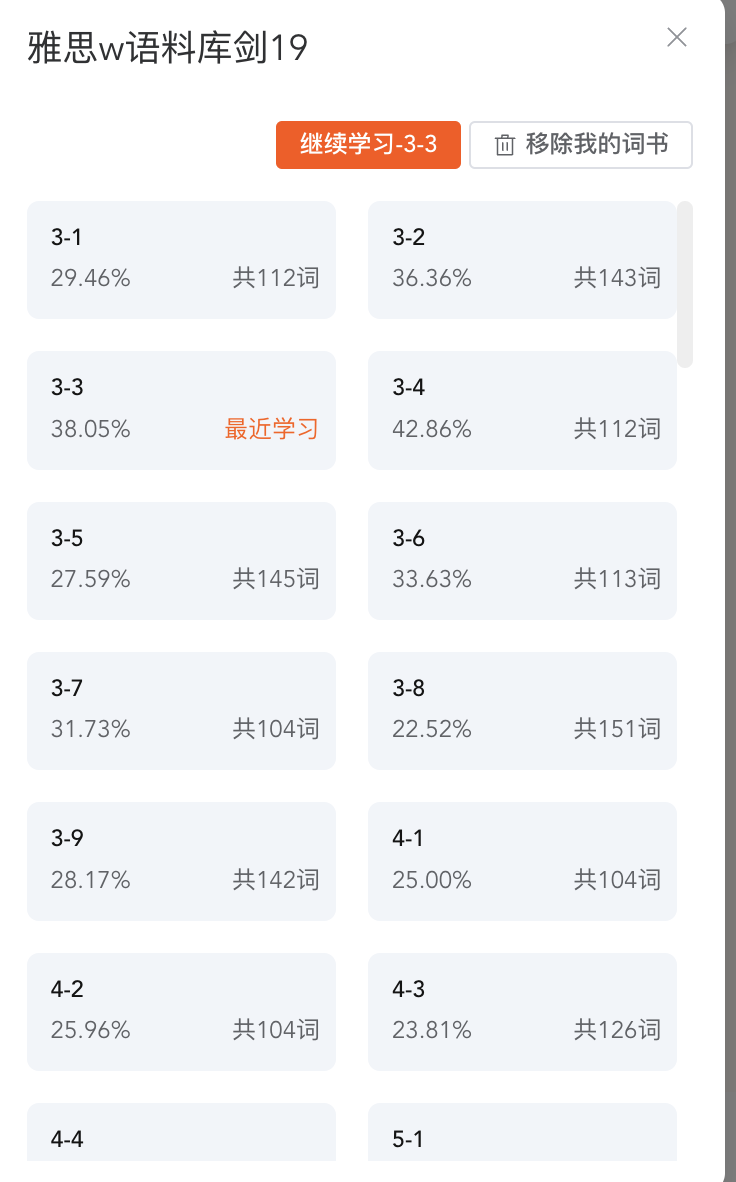 雅思w语料库剑19
继续学习-3-3
移除我的词书
3-1
29.46% 共112词
3-2
36.36% 共143词
3-3
38.05% 最近学习
3-4
42.86% 共112词
3-5
27.59% 共145词
3-6
33.63% 共113词
3-7
31.73% 共104词
3-8
22.52% 共151词
3-9
28.17% 共142词
4-1
25.00% 共104词
4-2
25.96% 共104词
4-3
23.81% 共126词
4-4
5-1